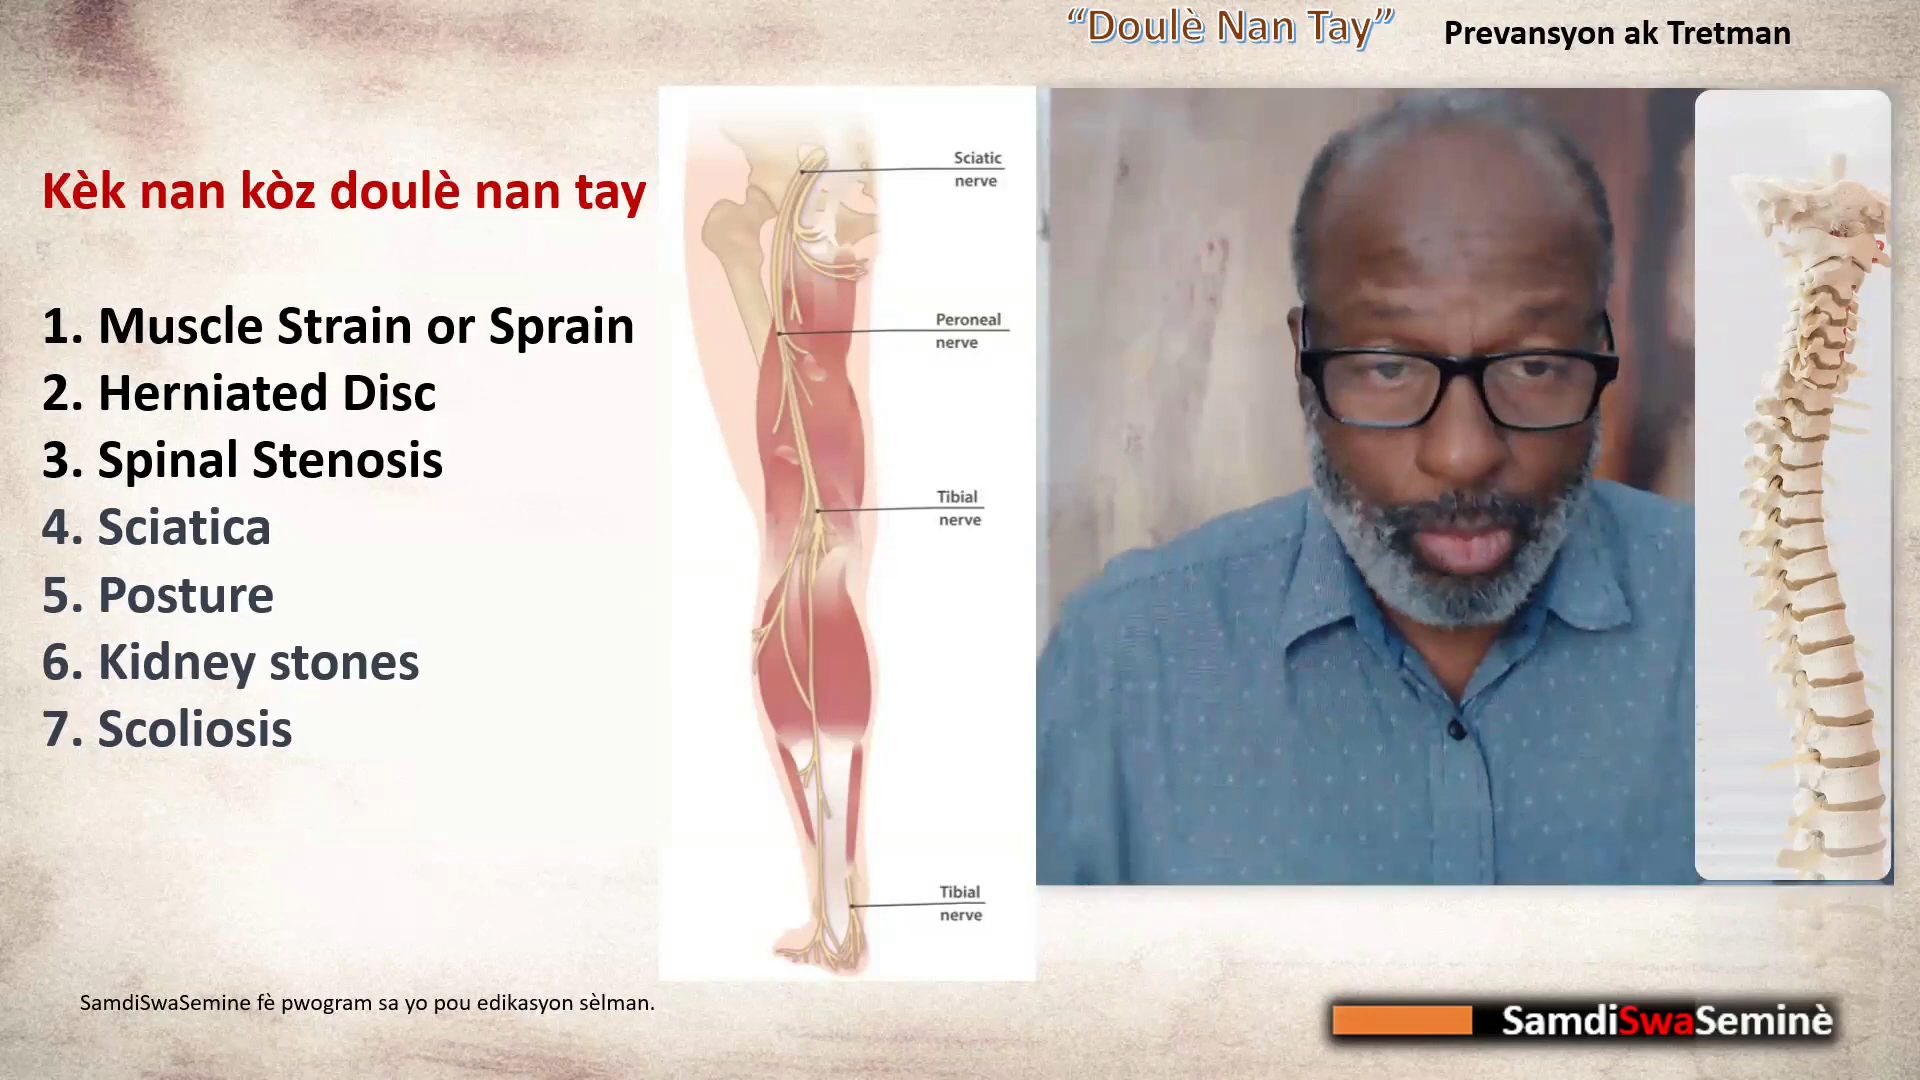 “Doulè Nan Tay”
Prevansyon ak Tretman
Kèk nan kòz doulè nan tay
1. Muscle Strain or Sprain
2. Herniated Disc
3. Spinal Stenosis
4. Sciatica
5. Posture
6. Kidney stones
7. Scoliosis
Sciatic
nerve
Peroneal
nerve
Tibial
nerve
Tibial
nerve
SamdiSwaSemine fè pwogram sa yo pou edikasyon sèlman.
SamdiSwaSeminè